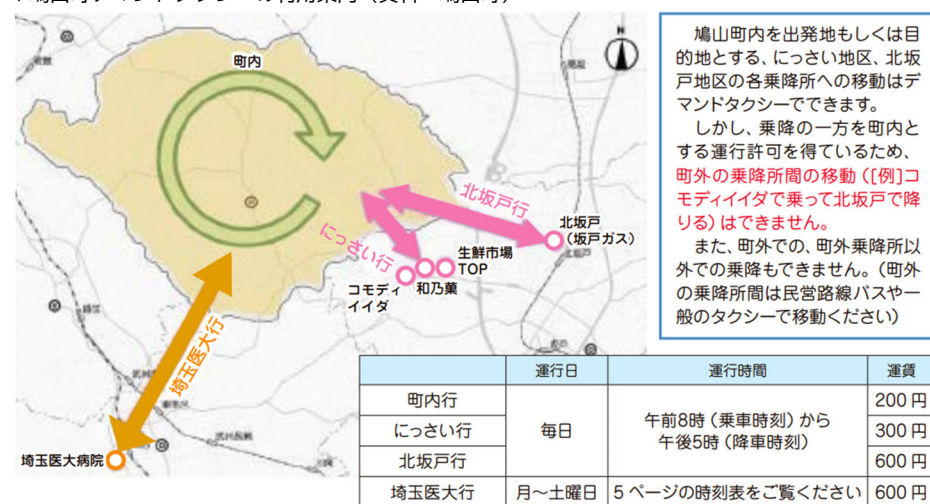 町内
N
北坂戸行
にっさい行
北坂戸
（坂戸ガス）
生鮮市場
TOP
コモディ
イイダ
和乃菓
埼玉医大行
埼玉医大病院
鳩山町内を出発地もしくは目
的地とする、にっさい地区、北坂
戸地区の各乗降所への移動はデ
マンドタクシーでできます。
しかし、乗降の一方を町内と
する運行許可を得ているため、
町外の乗降所間の移動（[例]コ
モディイイダで乗って北坂戸で降
りる）はできません。
また、町外での、町外乗降所以
外での乗降もできません。（町外
の乗降所間は民営路線バスや一
般のタクシーで移動ください）
運行日 運行時間 運賃
町内行 200 円
にっさい行 毎日 午前8時（乗車時刻）から
午後5時（降車時刻） 300 円
北坂戸行 600 円
埼玉医大行 月～土曜日 5 ページの時刻表をご覧ください 600 円